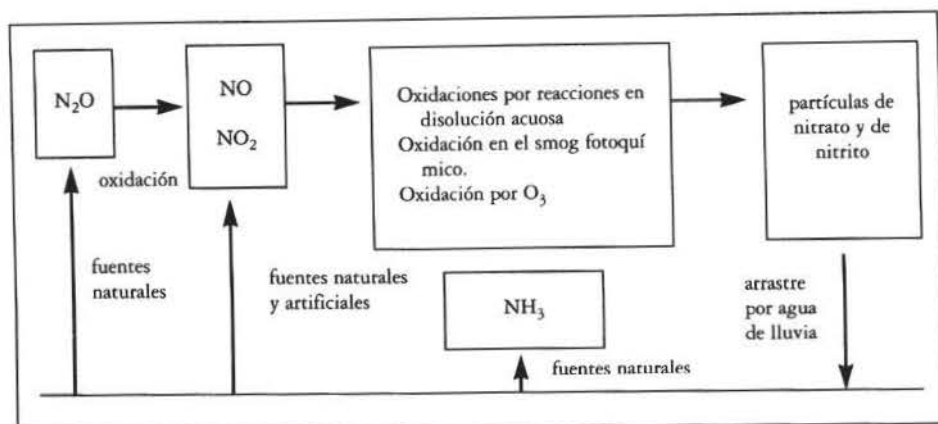 N₂O
NO
NO₂
oxidación
Oxidaciones por reacciones en
disolución acuosa
Oxidación en el smog fotoquí
mico.
Oxidación por O₃
partículas de
nitrato y de
nitrito
fuentes
naturales
fuentes naturales
y artificiales
NH₃
fuentes naturales
arrastre
por agua
de lluvia